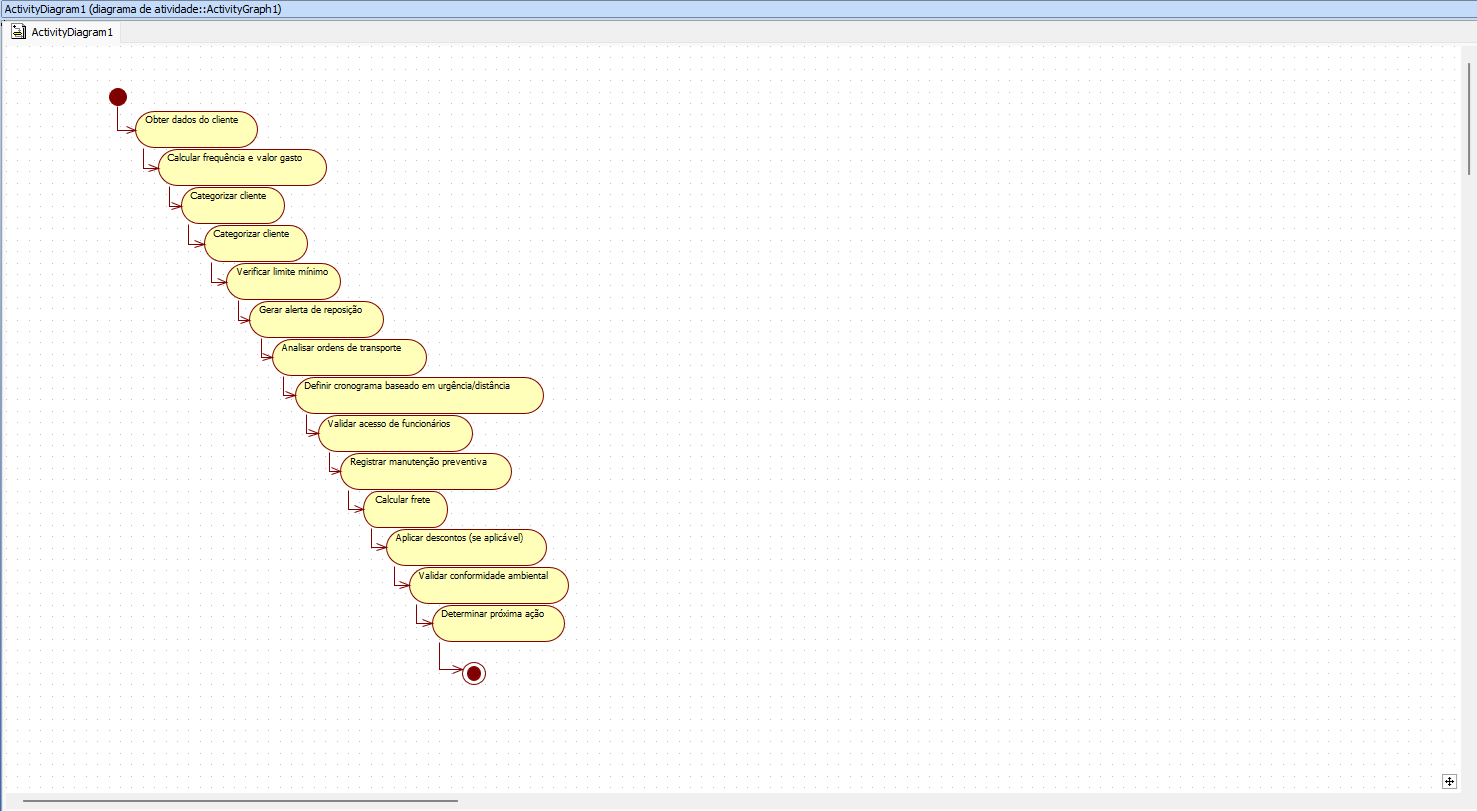 ActivityDiagram1 (diagrama de atividade::ActivityGraph1)
ActivityDiagram1
Obter dados do cliente
Calcular frequência e valor gasto
Categorizar cliente
Categorizar cliente
Verificar limite mínimo
Gerar alerta de reposição
Analisar ordens de transporte
Definir cronograma baseado em urgência/distância
Validar acesso de funcionários
Registrar manutenção preventiva
Calcular frete
Aplicar descontos (se aplicável)
Validar conformidade ambiental
Determinar próxima ação